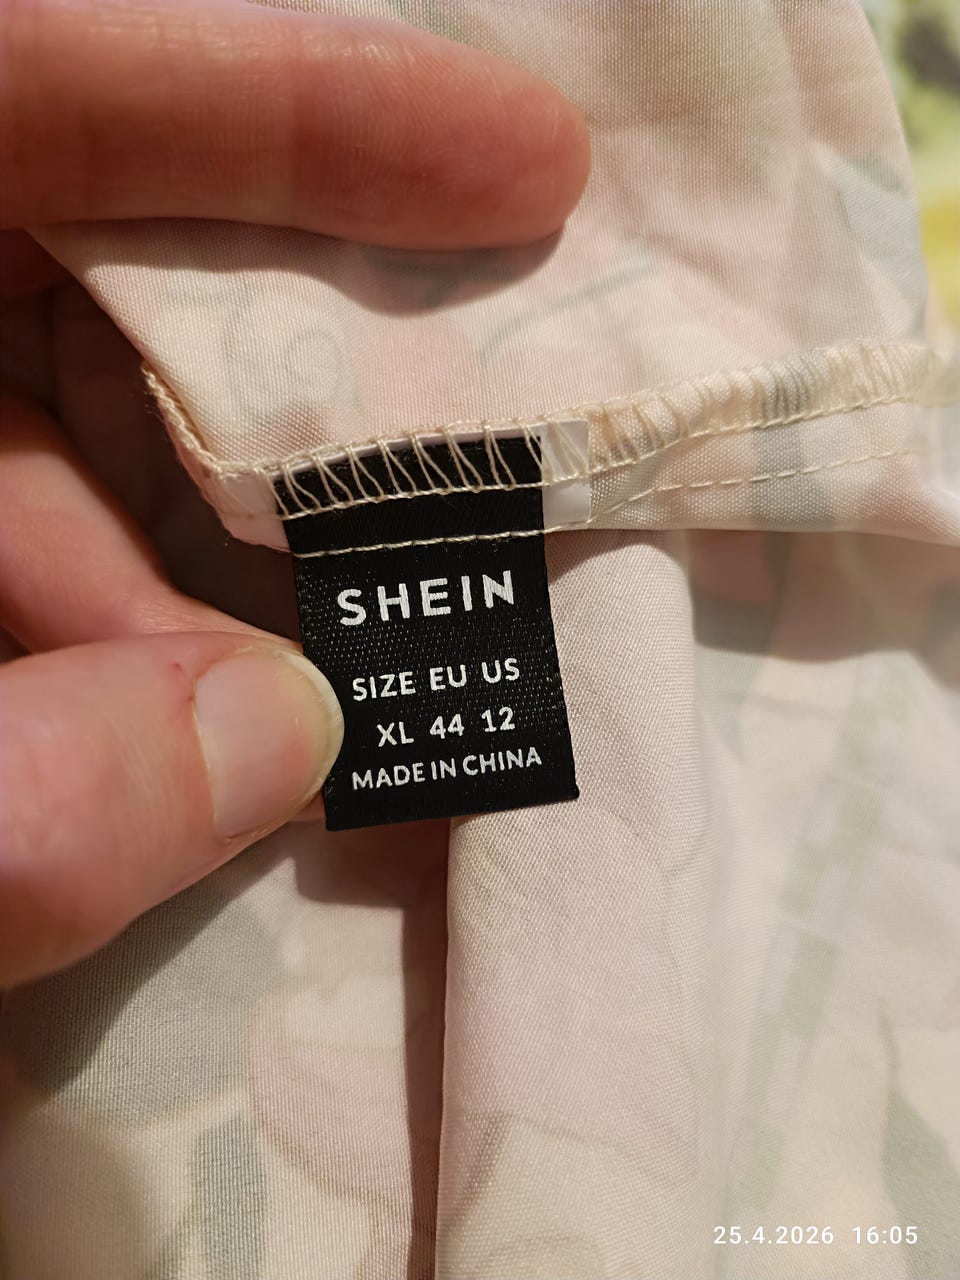 SHEIN
SIZE EU US
XL 44 12
MADE IN CHINA
25.4.2026 16:05